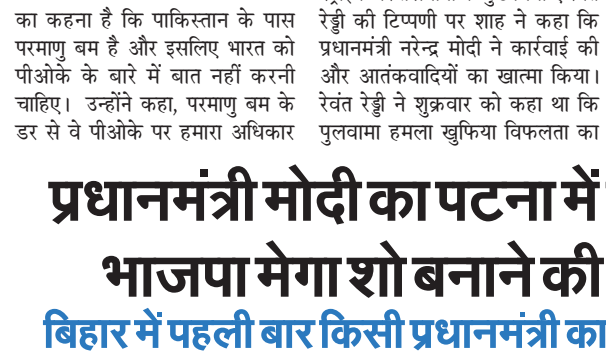 का कहना है कि पाकिस्तान के पास
परमाणु बम है और इसलिए भारत को
पीओके के बारे में बात नहीं करनी
चाहिए। उन्होंने कहा, परमाणु बम के
डर से वे पीओके पर हमारा अधिकार
रेड्डी की टिप्पणी पर शाह ने कहा कि
प्रधानमंत्री नरेन्द्र मोदी ने कार्रवाई की
और आतंकवादियों का खात्मा किया।
रेवंत रेड्डी ने शुक्रवार को कहा था कि
पुलवामा हमला खुफिया विफलता का
प्रधानमंत्री मोदी का पटना में
भाजपा मेगा शो बनाने की
बिहार में पहली बार किसी प्रधानमंत्री का